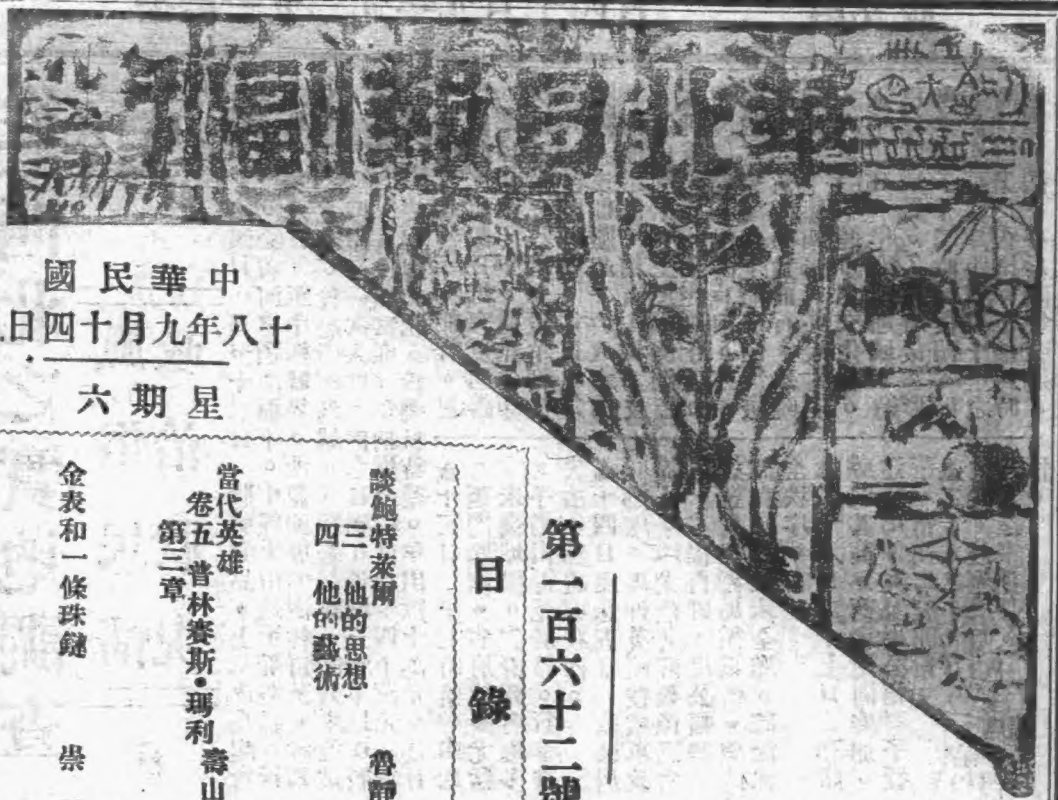 華北日報副刊
中華民國
十八年九月十四日
星期六
第一百六十二號
目錄
談鮑特萊爾 魯
三 他的思想
四 他的藝術
當代英雄
卷五 普林賽斯•瑪利 壽山
第三章
金表和一條珠鏈 崇